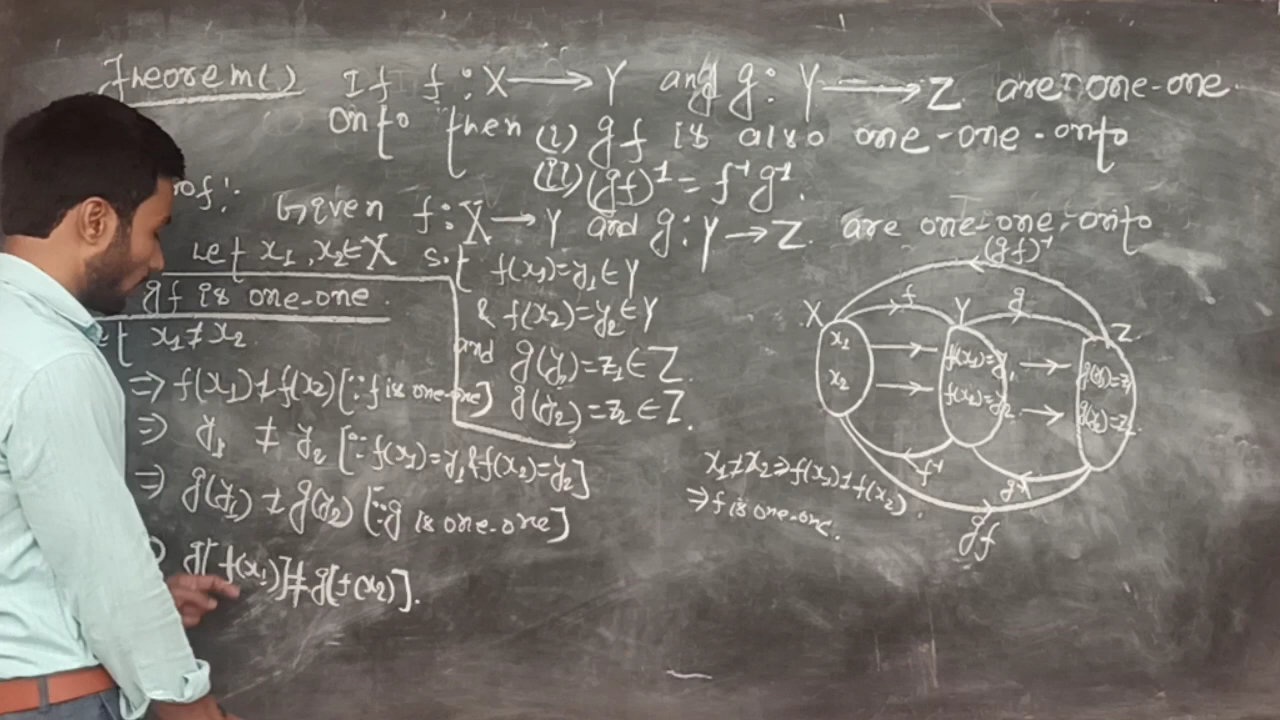 Theorem(.) If f : X → Y and g : Y → Z are one-one.
onto then (i) gf is also one-one-onto
(ii) (gf)⁻¹ = f⁻¹g⁻¹.
oof: Given f : X → Y and g : Y → Z. are one-one-onto
Let x₁, x₂ ∈ X s.t f(x₁) = y₁ ∈ Y
& f(x₂) = y₂ ∈ Y
and g(y₁) = z₁ ∈ Z.
g(y₂) = z₂ ∈ Z.
gf is one-one.
et x₁ ≠ x₂
⇒ f(x₁) ≠ f(x₂) [∵ f is one-one]
⇒ y₁ ≠ y₂ [∵ f(x₁) = y₁ & f(x₂) = y₂]
⇒ g(y₁) ≠ g(y₂) [∵ g is one-one]
g[f(x₁)] ≠ g[f(x₂)].
(gf)⁻¹
f g
X Y Z
x₁ f(x₁) = y₁ g(y₁) = z₁
x₂ f(x₂) = y₂ g(y₂) = z₂
f⁻¹ g⁻¹
gf
x₁ ≠ x₂ ⇒ f(x₁) ≠ f(x₂).
⇒ f is one-one.